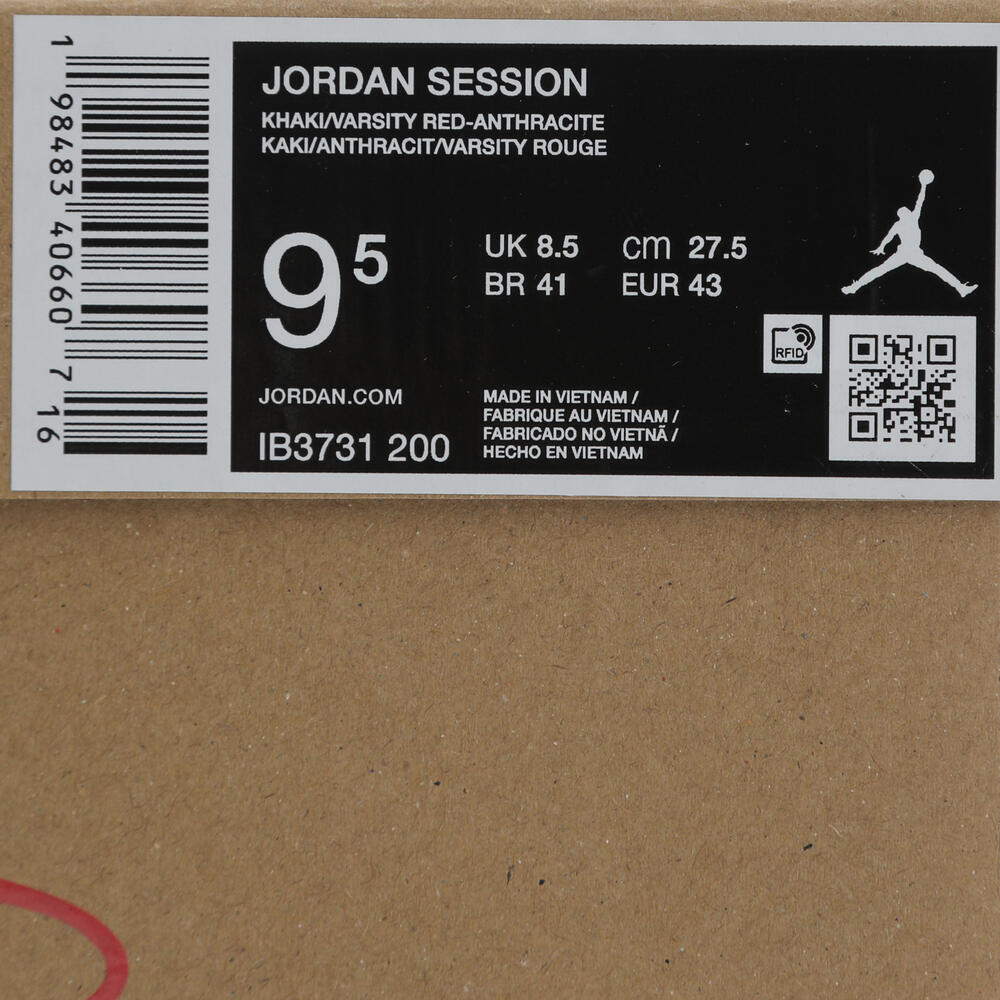 1 98483 40660 7
16
JORDAN SESSION
KHAKI/VARSITY RED-ANTHRACITE
KAKI/ANTHRACIT/VARSITY ROUGE
9⁵
UK 8.5 cm 27.5
BR 41 EUR 43
RFID
JORDAN.COM
IB3731 200
MADE IN VIETNAM /
FABRIQUE AU VIETNAM /
FABRICADO NO VIETNÃ /
HECHO EN VIETNAM